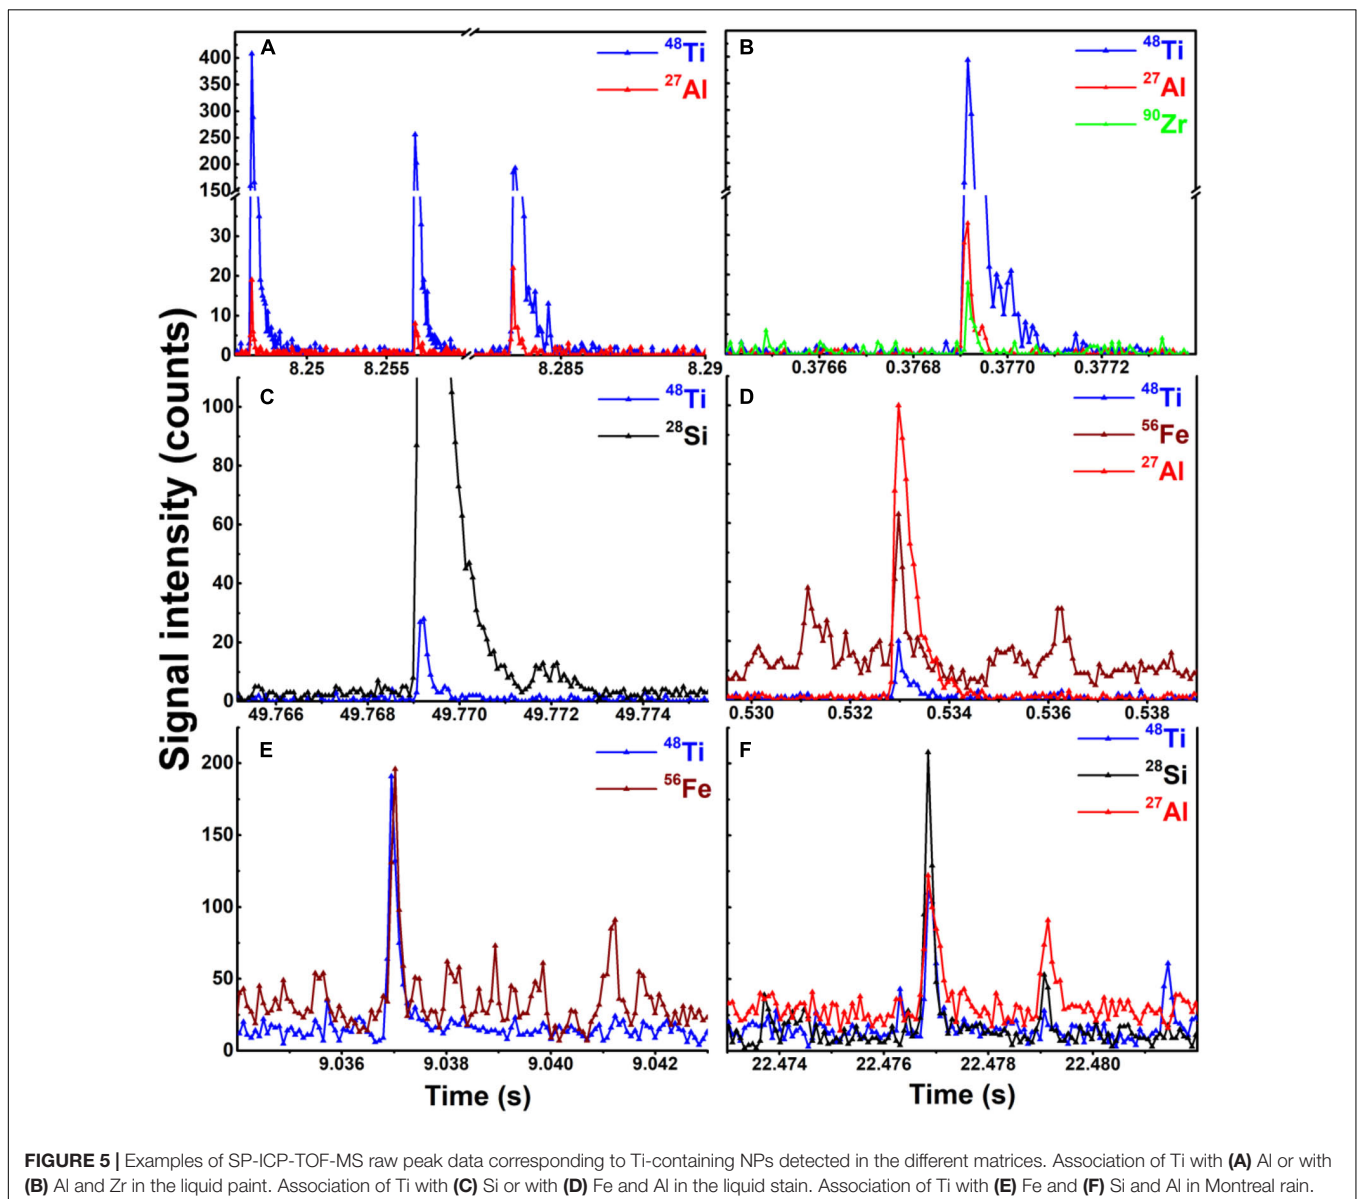 A
48Ti
27Al
400
350
300
250
200
150
30
20
10
0
8.25 8.255 8.285 8.29
B
48Ti
27Al
90Zr
0.3766 0.3768 0.3770 0.3772
Signal intensity (counts)
C
48Ti
28Si
100
80
60
40
20
0
49.766 49.768 49.770 49.772 49.774
D
48Ti
56Fe
27Al
0.530 0.532 0.534 0.536 0.538
E
48Ti
56Fe
200
150
100
50
0
9.036 9.038 9.040 9.042
Time (s)
F
48Ti
28Si
27Al
22.474 22.476 22.478 22.480
Time (s)
FIGURE 5 | Examples of SP-ICP-TOF-MS raw peak data corresponding to Ti-containing NPs detected in the different matrices. Association of Ti with (A) Al or with
(B) Al and Zr in the liquid paint. Association of Ti with (C) Si or with (D) Fe and Al in the liquid stain. Association of Ti with (E) Fe and (F) Si and Al in Montreal rain.